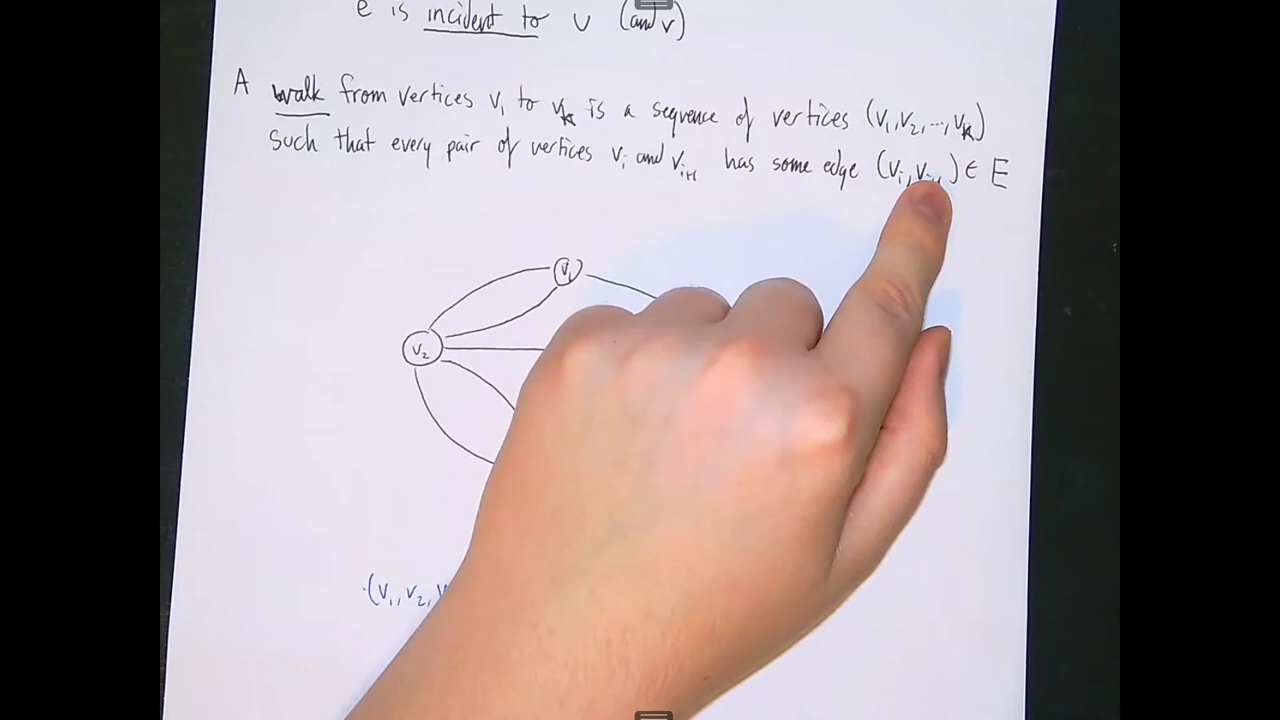 e is incident to u (and v)
A walk from vertices v₁ to vₖ is a sequence of vertices (v₁,v₂,...,vₖ)
such that every pair of vertices vᵢ and vᵢ₊₁ has some edge (vᵢ,vᵢ₊₁) ∈ E
v₁
v₂
(v₁,v₂,